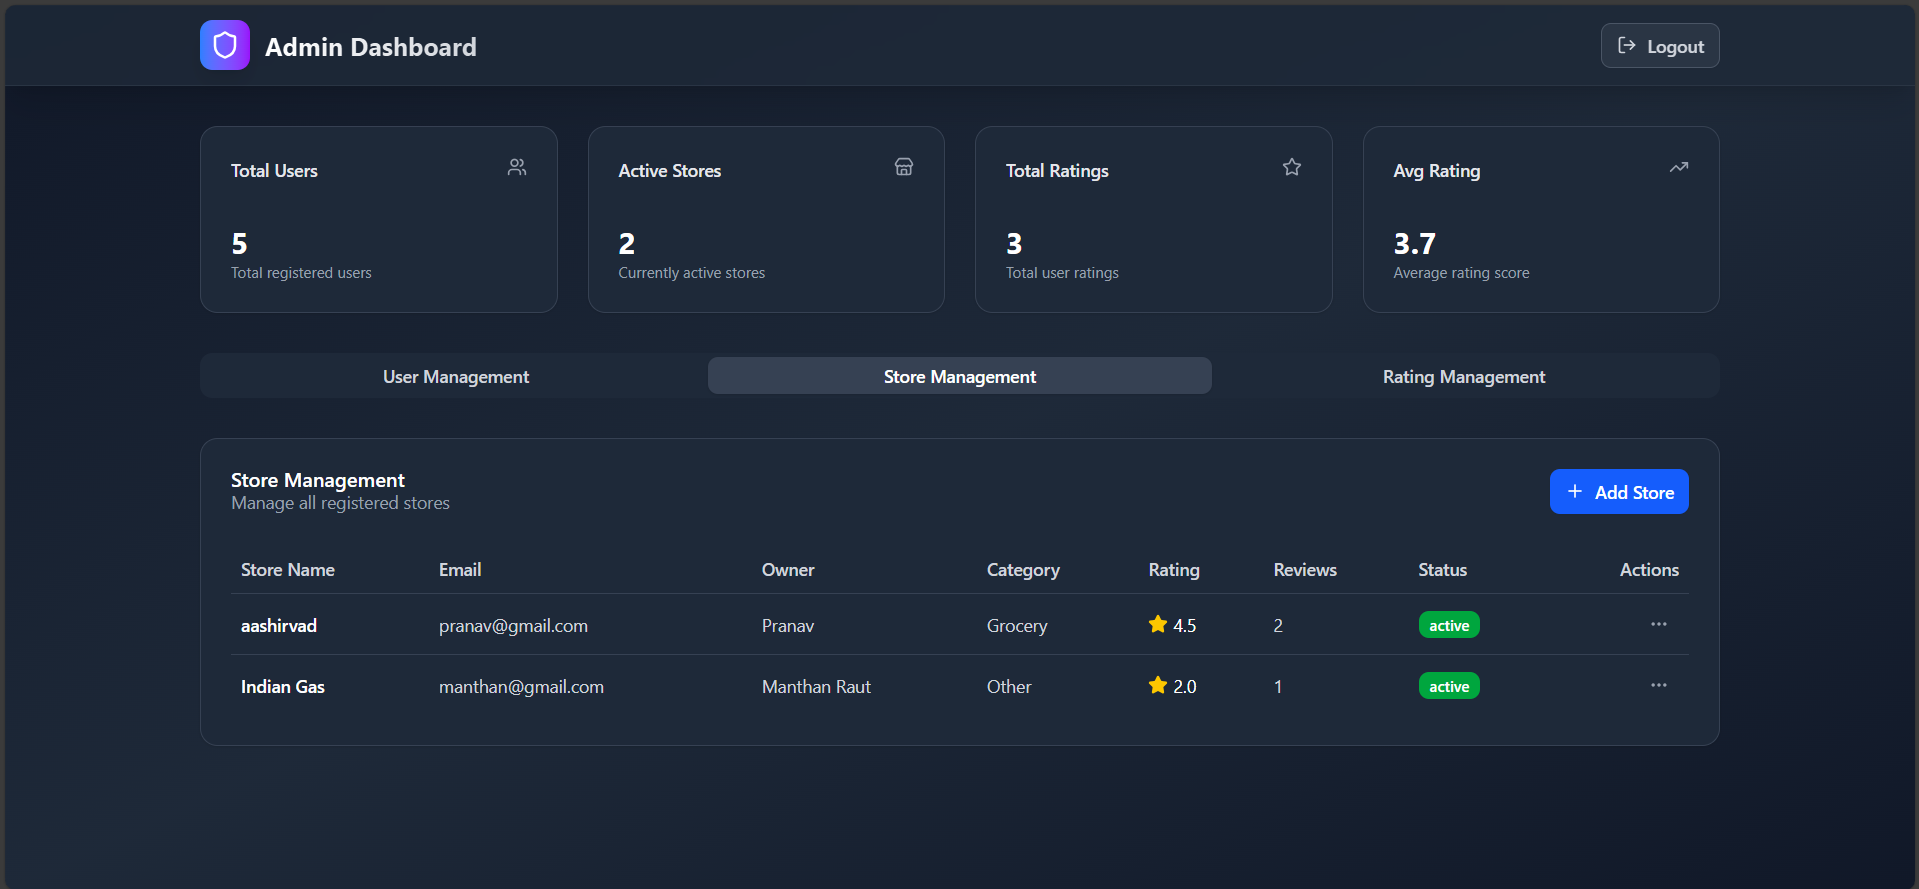 Admin Dashboard
Logout
Total Users
5
Total registered users
Active Stores
2
Currently active stores
Total Ratings
3
Total user ratings
Avg Rating
3.7
Average rating score
User Management
Store Management
Rating Management
Store Management
Manage all registered stores
+ Add Store
Store Name Email Owner Category Rating Reviews Status Actions
aashirvad pranav@gmail.com Pranav Grocery 4.5 2 active ...
Indian Gas manthan@gmail.com Manthan Raut Other 2.0 1 active ...